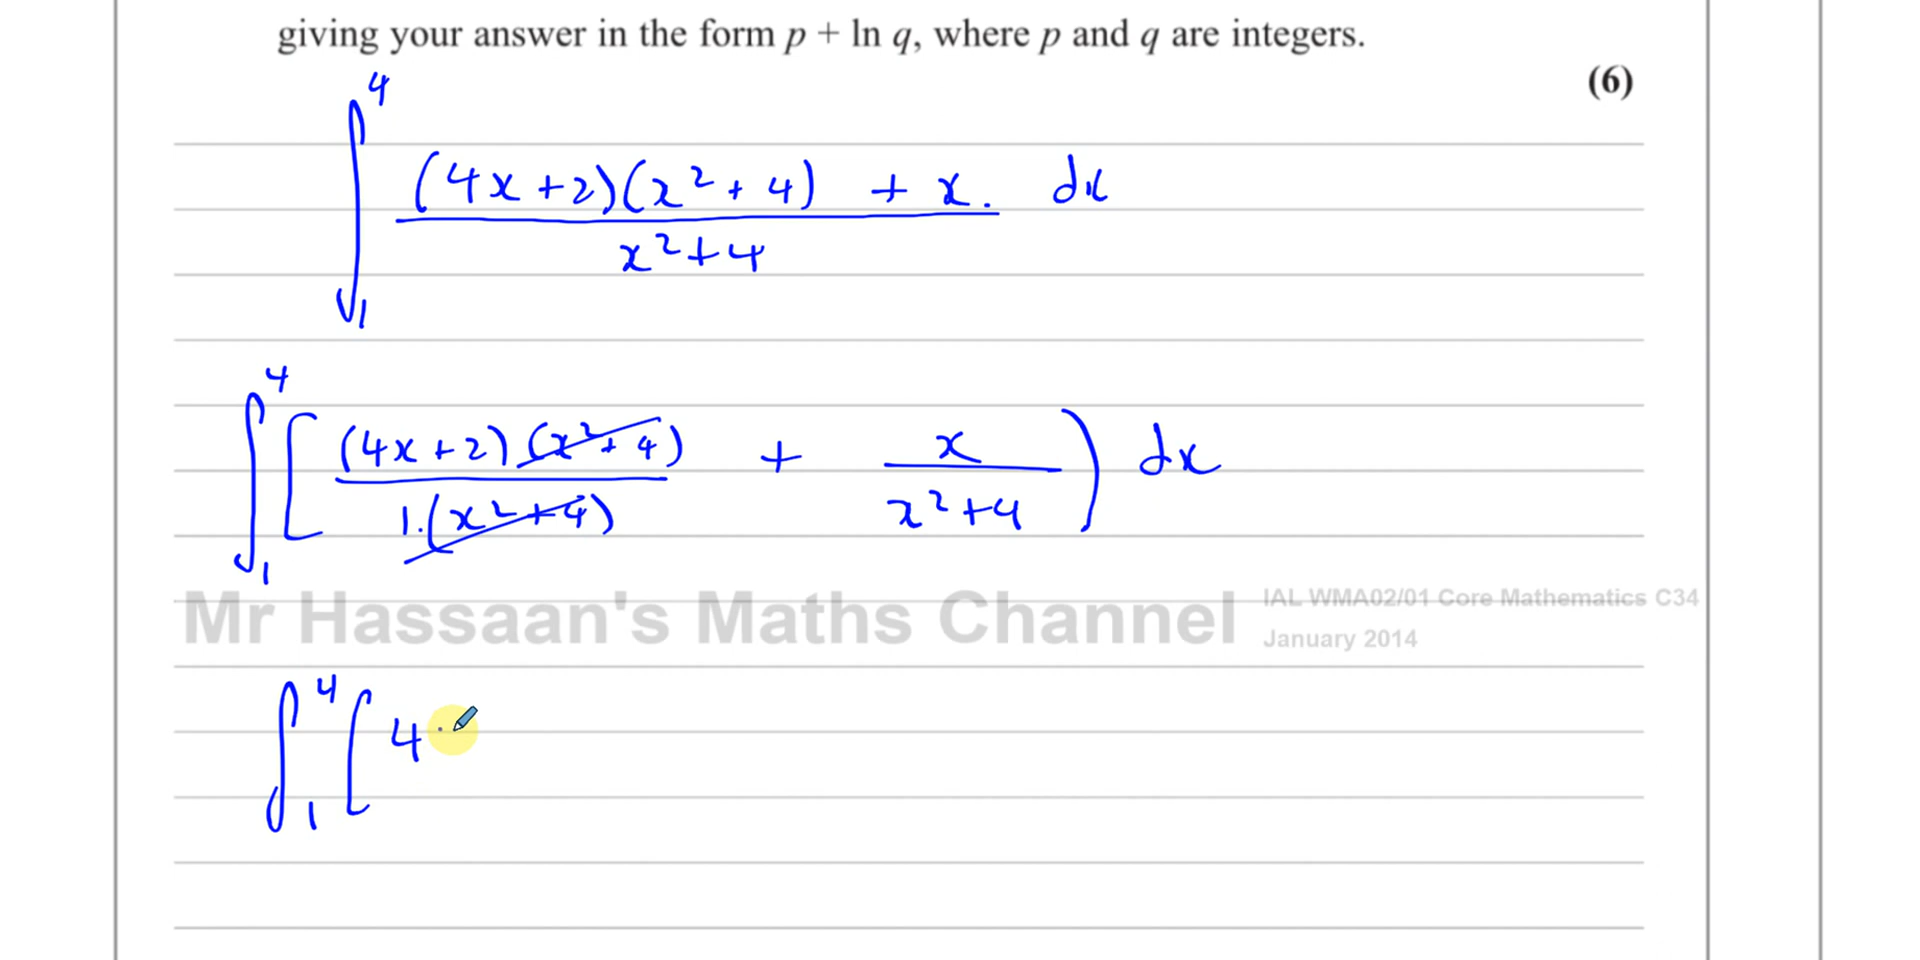 giving your answer in the form p + ln q, where p and q are integers.
(6)
∫₁⁴ ((4x+2)(x²+4) + x.)/(x²+4) dx
∫₁⁴ [ (4x+2)(x²+4)/(1.(x²+4)) + x/(x²+4) ) dx
Mr Hassaan's Maths Channel
IAL WMA02/01 Core Mathematics C34
January 2014
∫₁⁴ [ 4